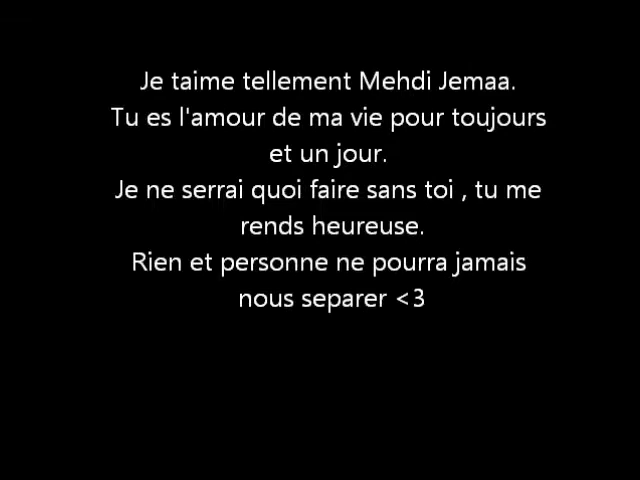 Je taime tellement Mehdi Jemaa.
Tu es l'amour de ma vie pour toujours
et un jour.
Je ne serrai quoi faire sans toi , tu me
rends heureuse.
Rien et personne ne pourra jamais
nous separer <3